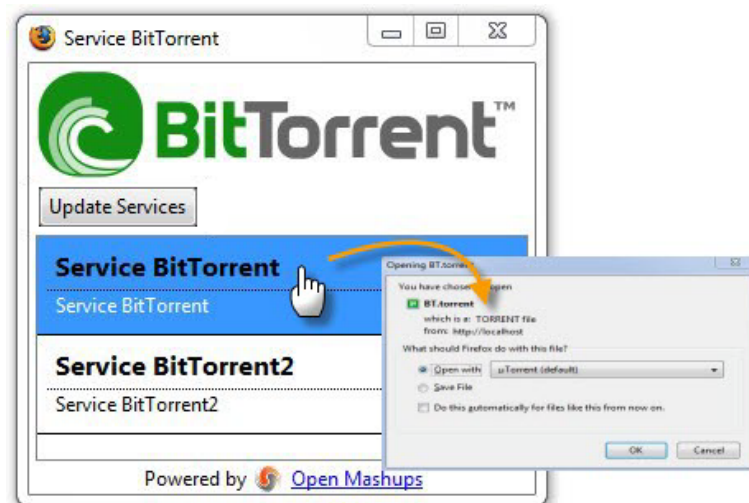 Service BitTorrent
BitTorrent™
Update Services
Service BitTorrent
Service BitTorrent
Service BitTorrent2
Service BitTorrent2
Powered by Open Mashups
Opening BT.torrent
You have chosen open
BT.torrent
which is a: TORRENT file
from: http://localhost
What should Firefox do with this file?
Open with µTorrent (default)
Save File
Do this automatically for files like this from now on.
OK Cancel